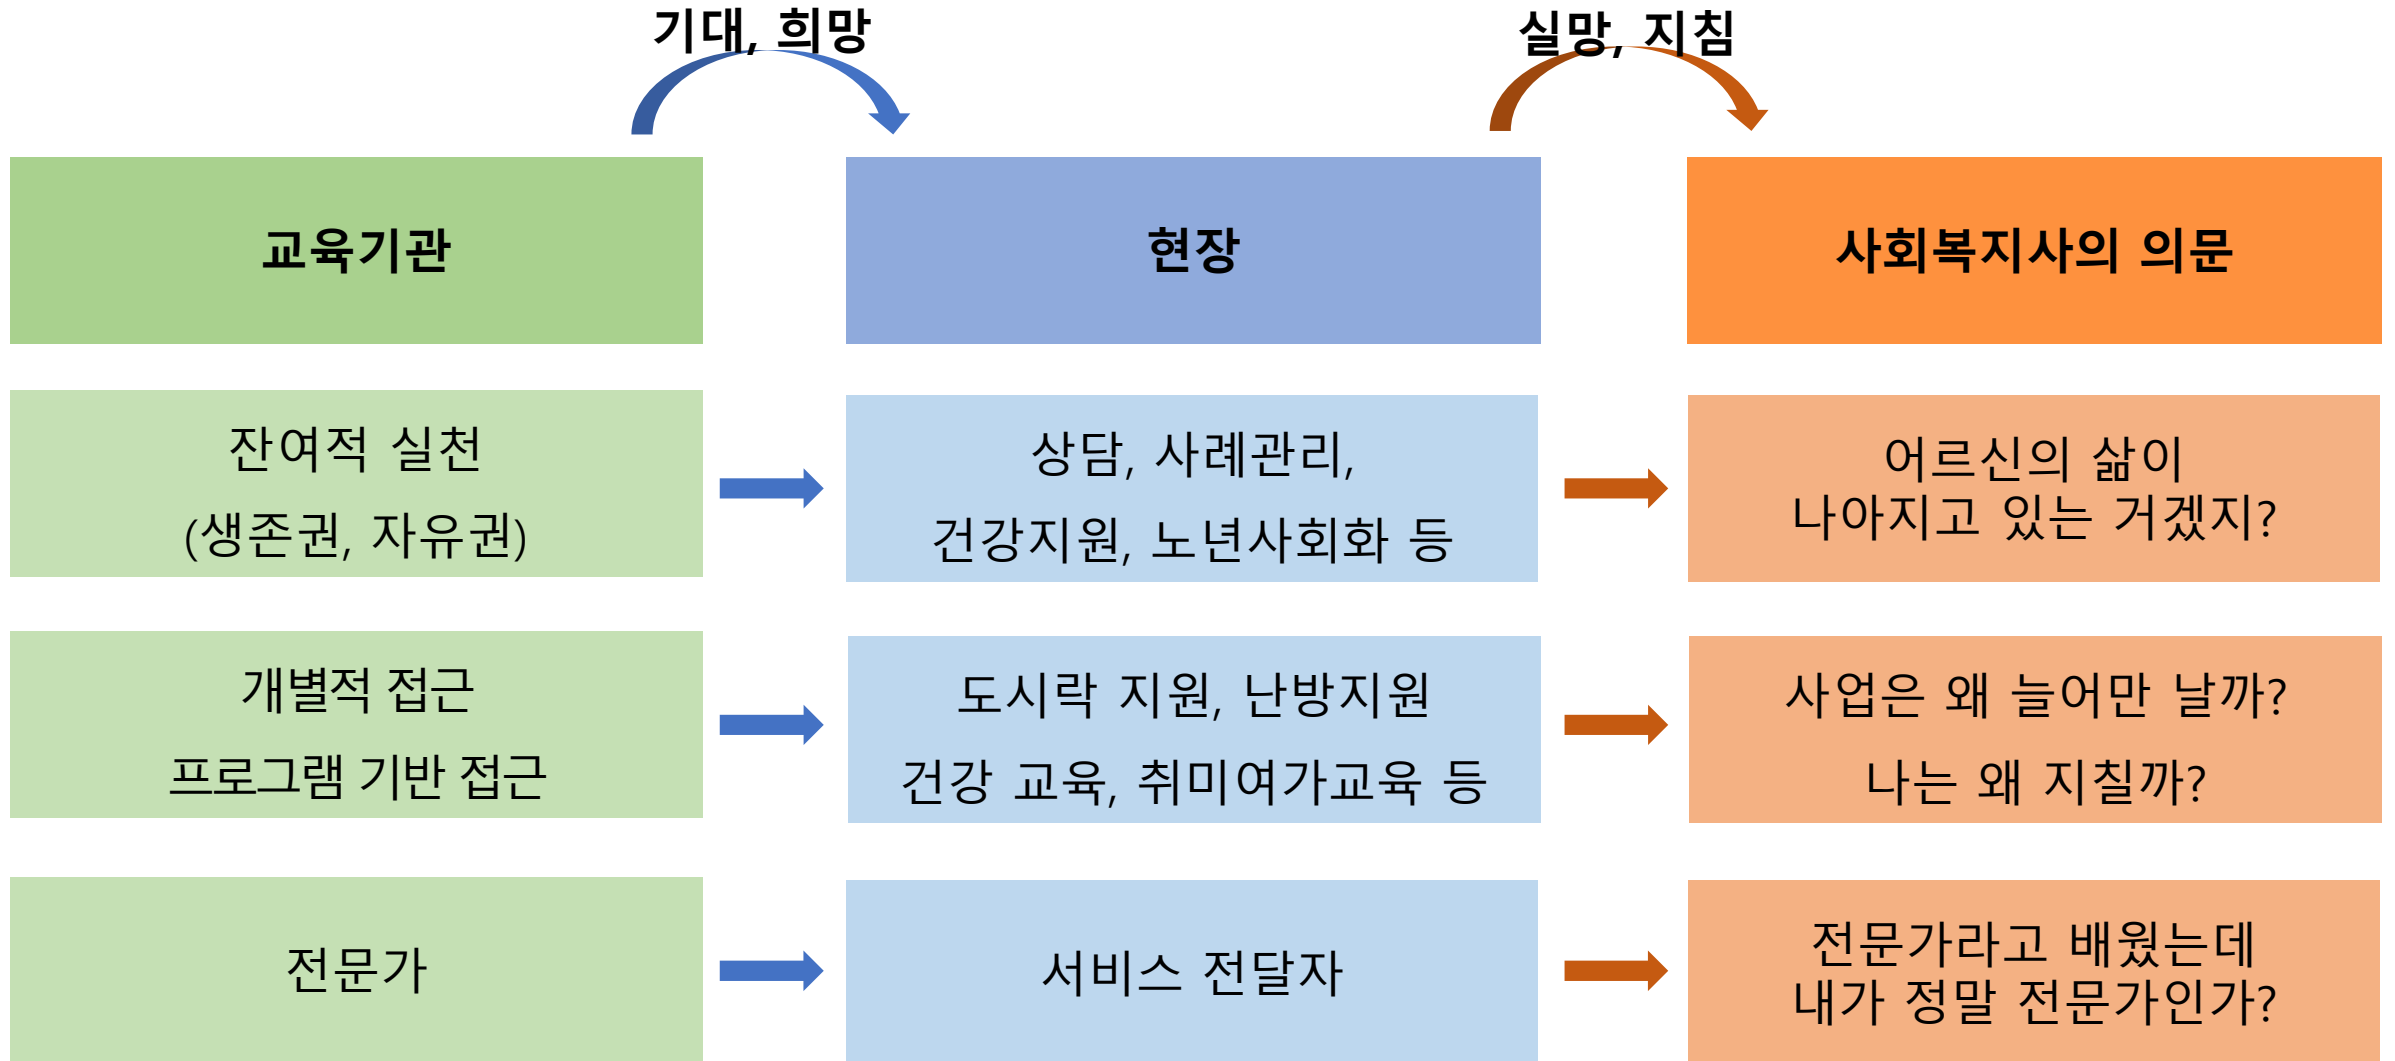 기대, 희망
실망, 지침
교육기관
현장
사회복지사의 의문
잔여적 실천
(생존권, 자유권)
상담, 사례관리,
건강지원, 노년사회화 등
어르신의 삶이
나아지고 있는 거겠지?
개별적 접근
프로그램 기반 접근
도시락 지원, 난방지원
건강 교육, 취미여가교육 등
사업은 왜 늘어만 날까?
나는 왜 지칠까?
전문가
서비스 전달자
전문가라고 배웠는데
내가 정말 전문가인가?